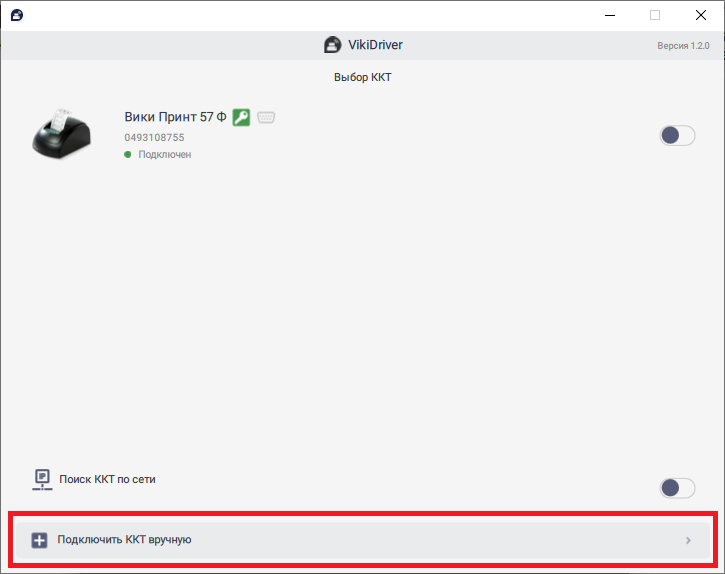 VikiDriver
Версия 1.2.0
Выбор ККТ
Вики Принт 57 Ф
0493108755
Подключен
Поиск ККТ по сети
Подключить ККТ вручную